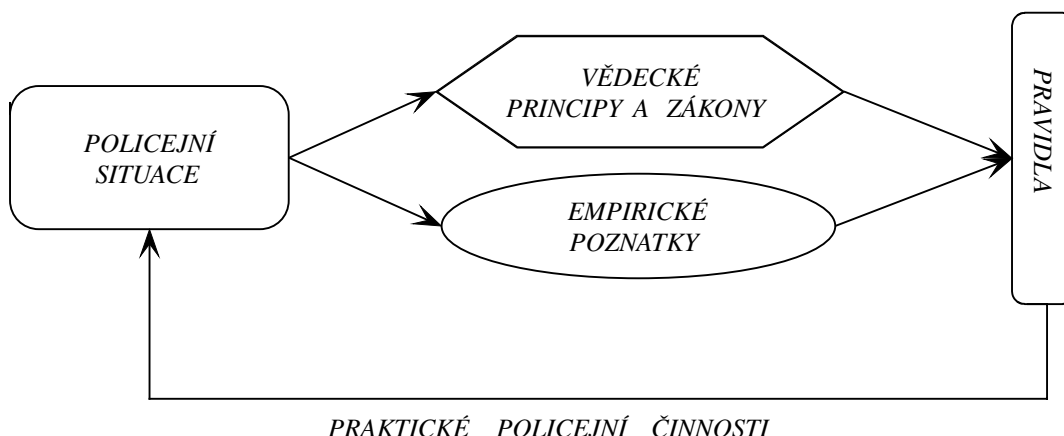 VĚDECKÉ
PRINCIPY A ZÁKONY
POLICEJNÍ
SITUACE
EMPIRICKÉ
POZNATKY
PRAVIDLA
PRAKTICKÉ POLICEJNÍ ČINNOSTI